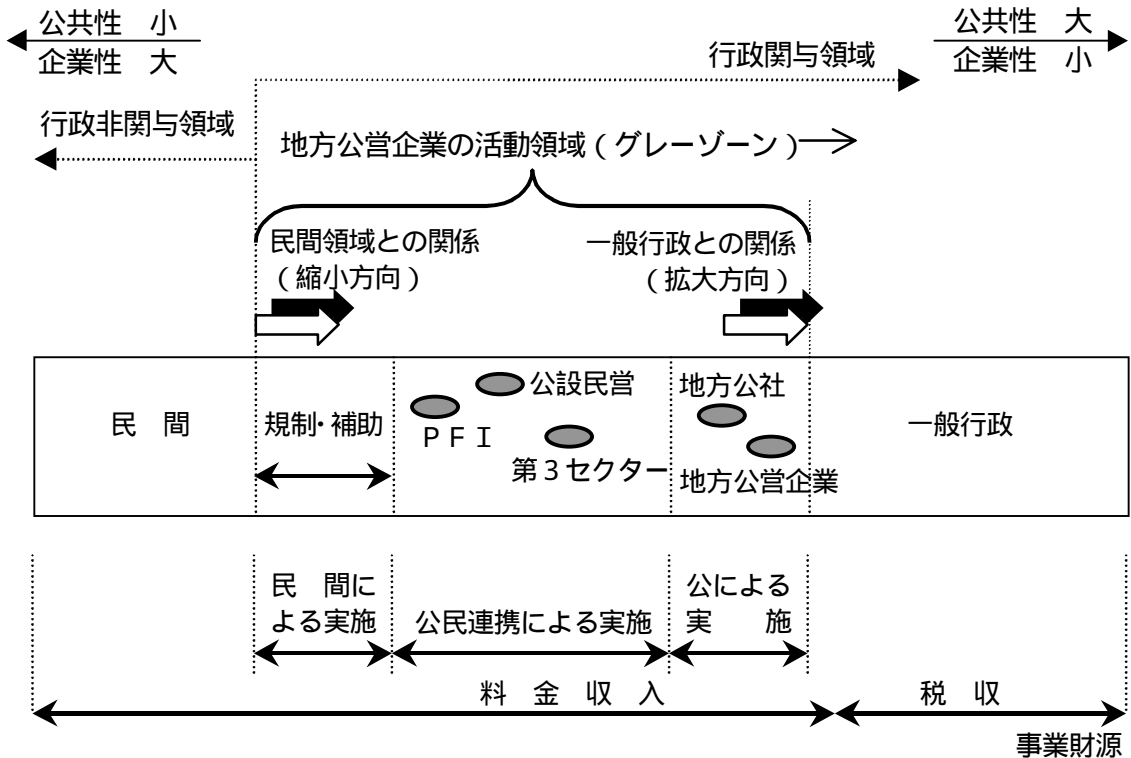 公共性　小
企業性　大
公共性　大
企業性　小
行政関与領域
行政非関与領域
地方公営企業の活動領域（グレーゾーン）
民間領域との関係
（縮小方向）
一般行政との関係
（拡大方向）
民　間
規制・補助
公設民営
ＰＦＩ
第３セクター
地方公社
地方公営企業
一般行政
民　間に
よる実施
公民連携による実施
公による
実　　施
料　金　収　入
税　収
事業財源